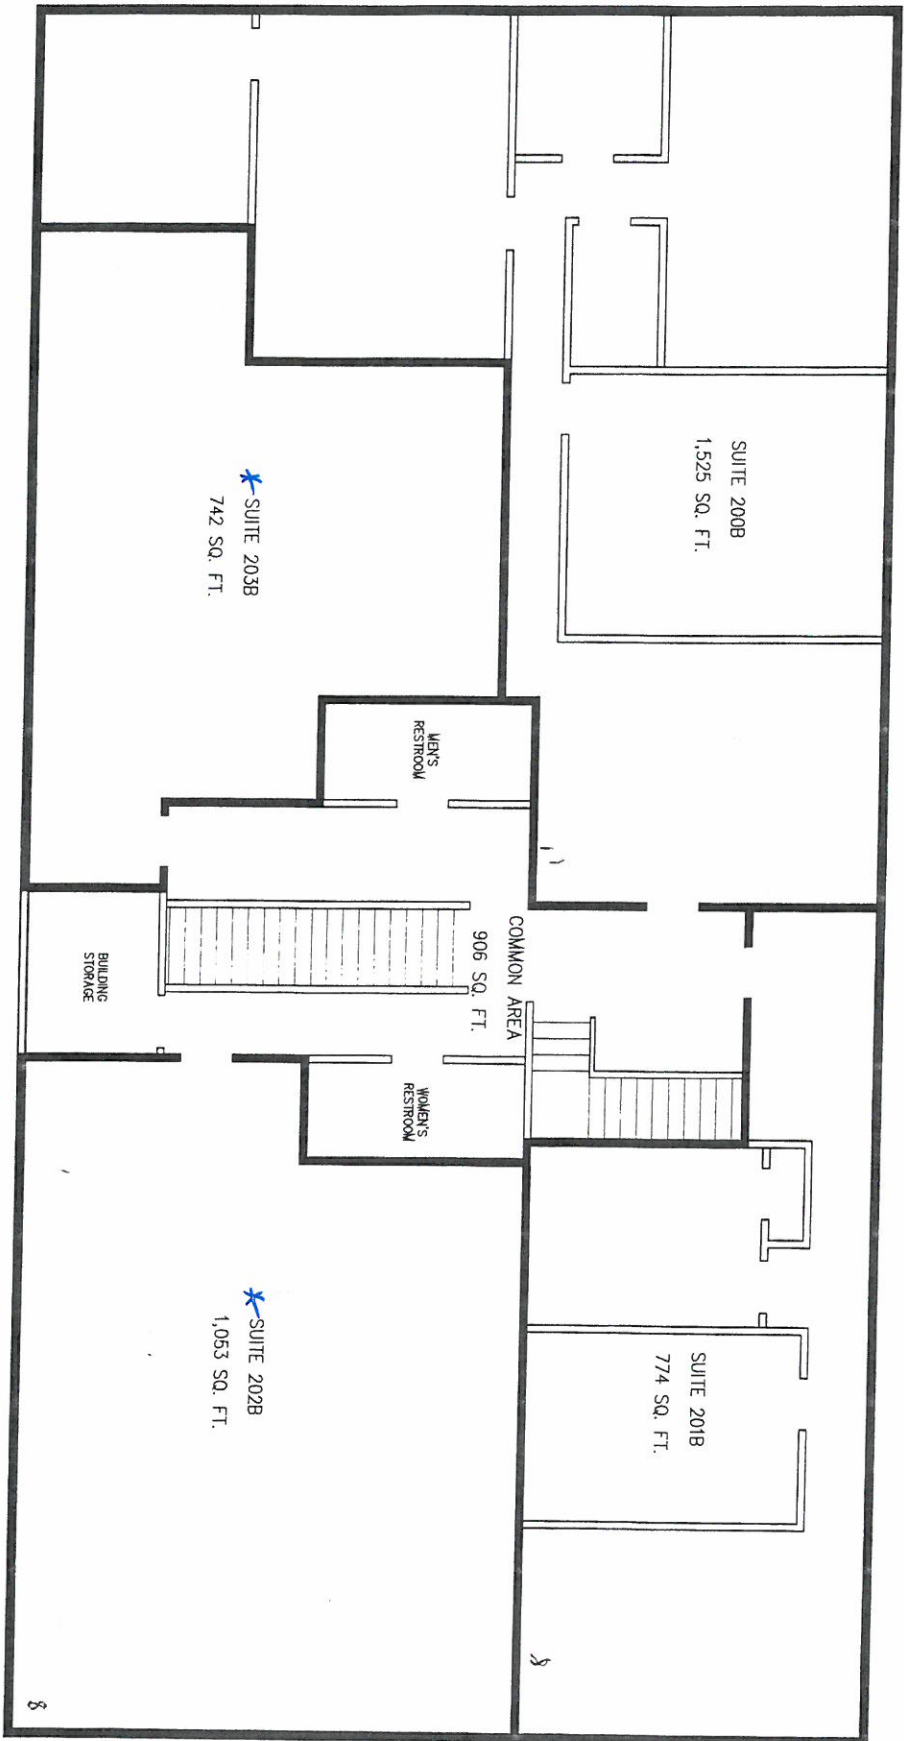 SUITE 200B
1,525 SQ. FT.
* SUITE 203B
742 SQ. FT.
MEN'S
RESTROOM
COMMON AREA
906 SQ. FT.
BUILDING
STORAGE
WOMEN'S
RESTROOM
SUITE 201B
774 SQ. FT.
* SUITE 202B
1,053 SQ. FT.
8